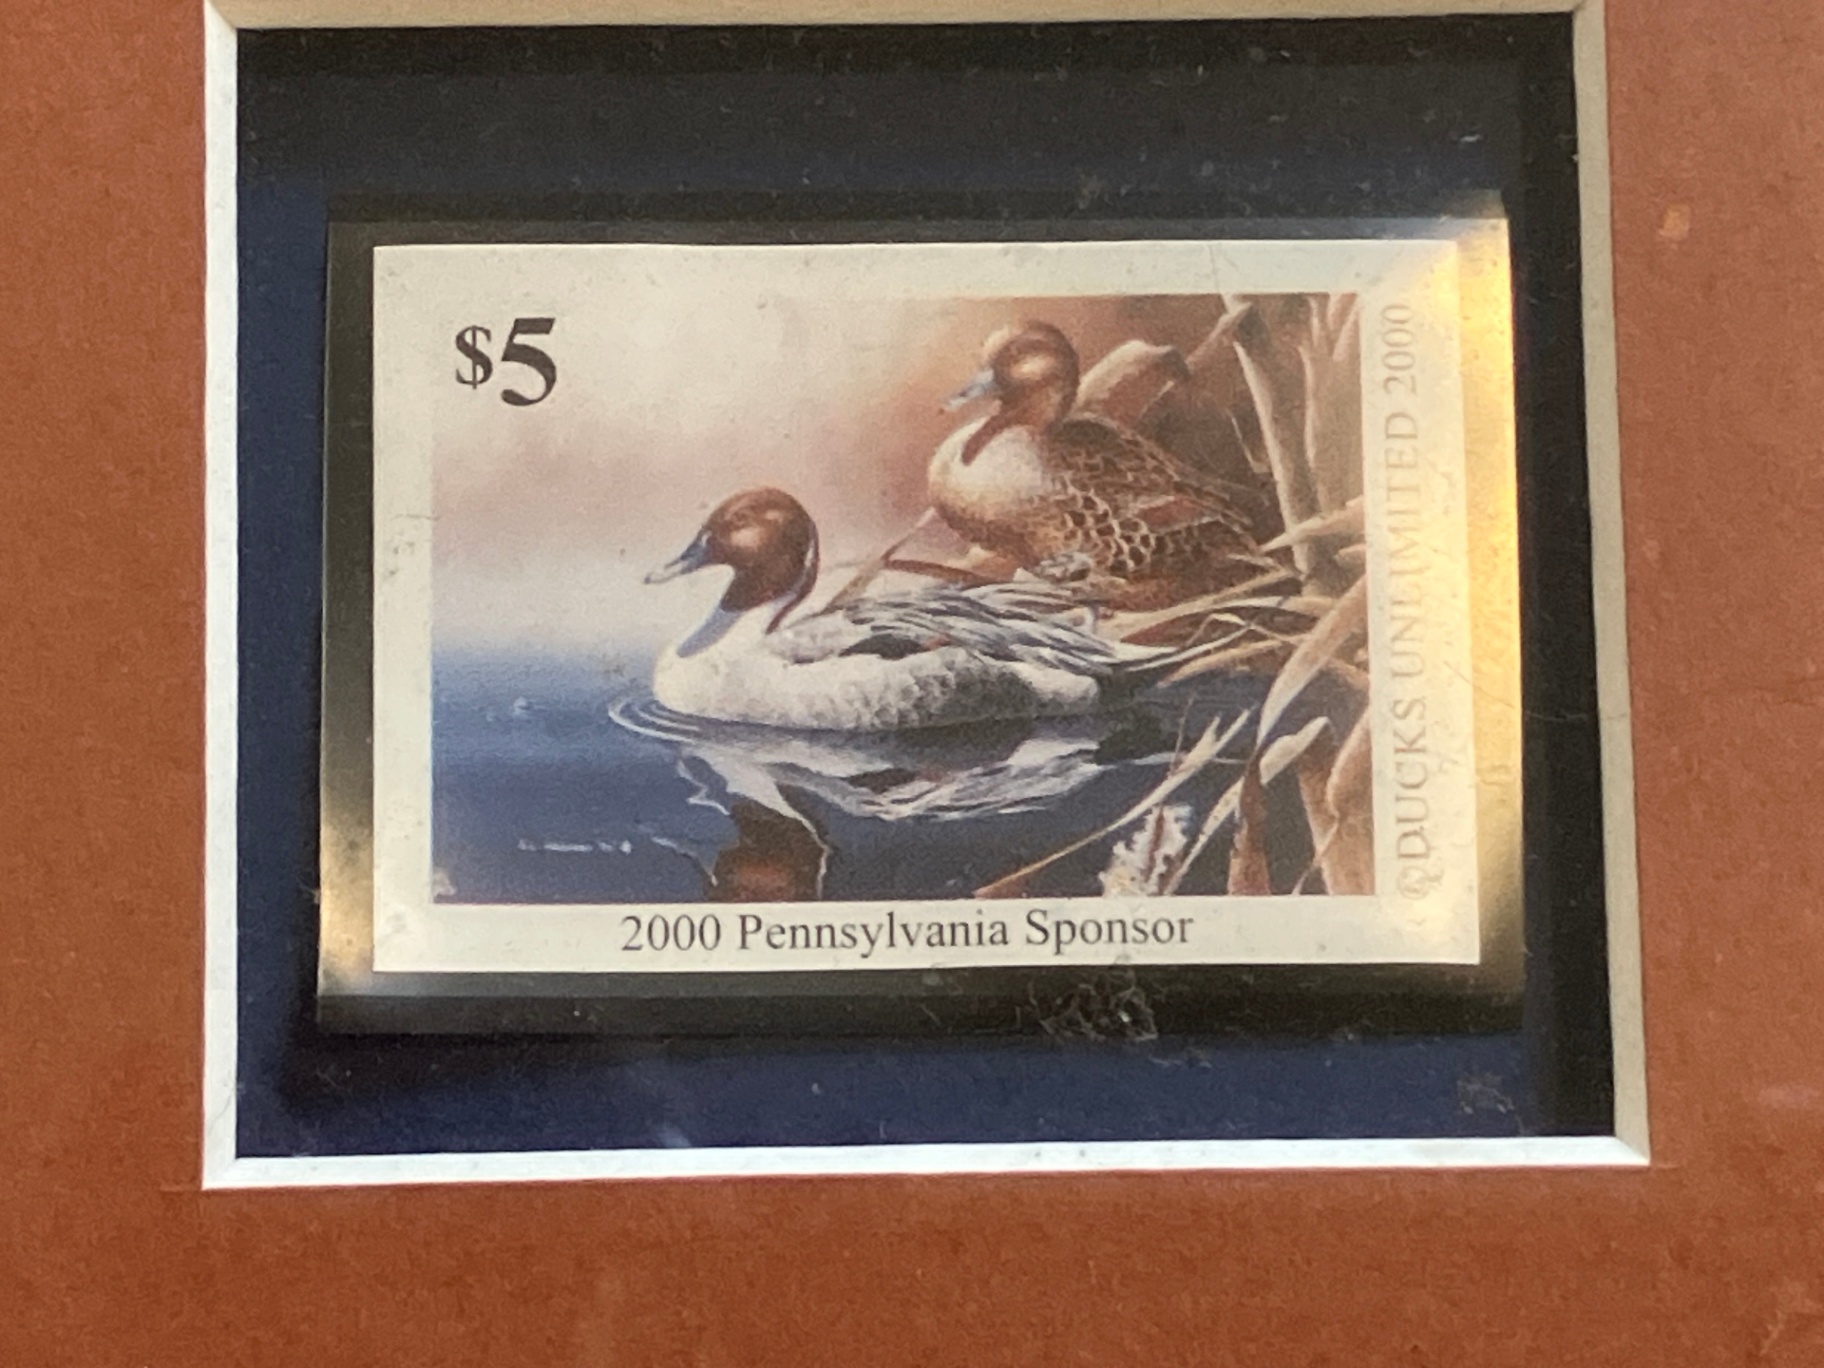 $5
2000 Pennsylvania Sponsor
©DUCKS UNLIMITED 2000